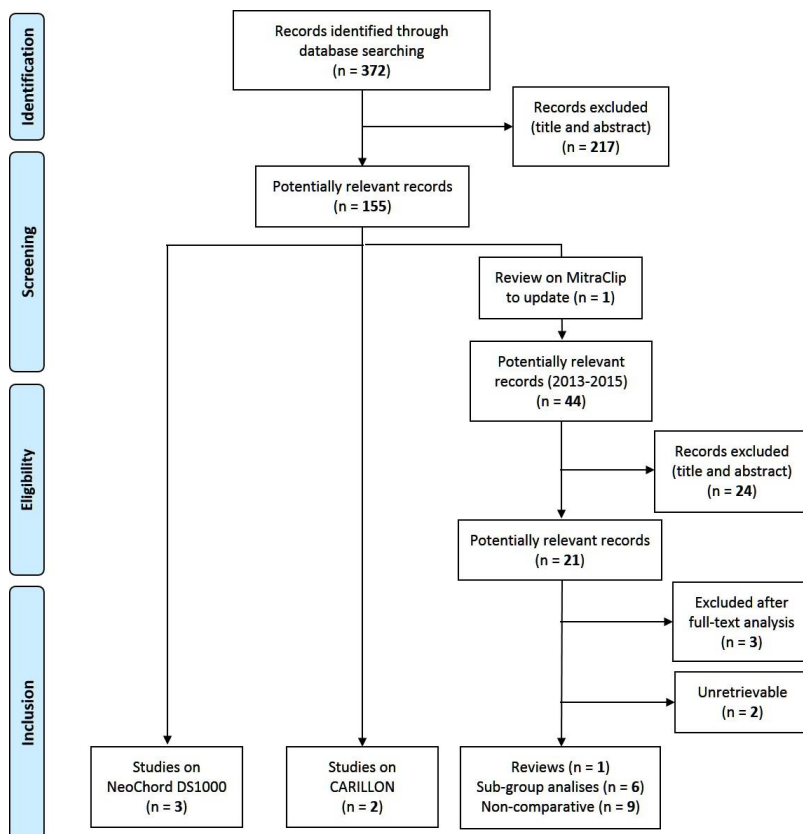 Identification
Records identified through
database searching
(n = 372)
Records excluded
(title and abstract)
(n = 217)
Screening
Potentially relevant records
(n = 155)
Review on MitraClip
to update (n = 1)
Potentially relevant
records (2013-2015)
(n = 44)
Eligibility
Records excluded
(title and abstract)
(n = 24)
Potentially relevant records
(n = 21)
Inclusion
Excluded after
full-text analysis
(n = 3)
Unretrievable
(n = 2)
Studies on
NeoChord DS1000
(n = 3)
Studies on
CARILLON
(n = 2)
Reviews (n = 1)
Sub-group analises (n = 6)
Non-comparative (n = 9)